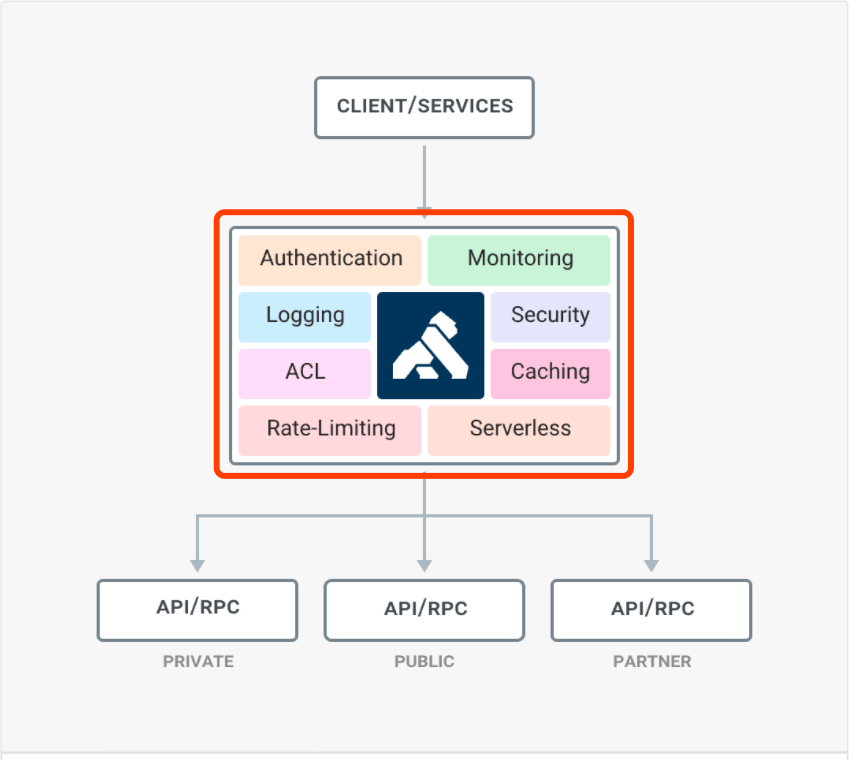 CLIENT/SERVICES
Authentication
Monitoring
Logging
Security
ACL
Caching
Rate-Limiting
Serverless
API/RPC
API/RPC
API/RPC
PRIVATE
PUBLIC
PARTNER